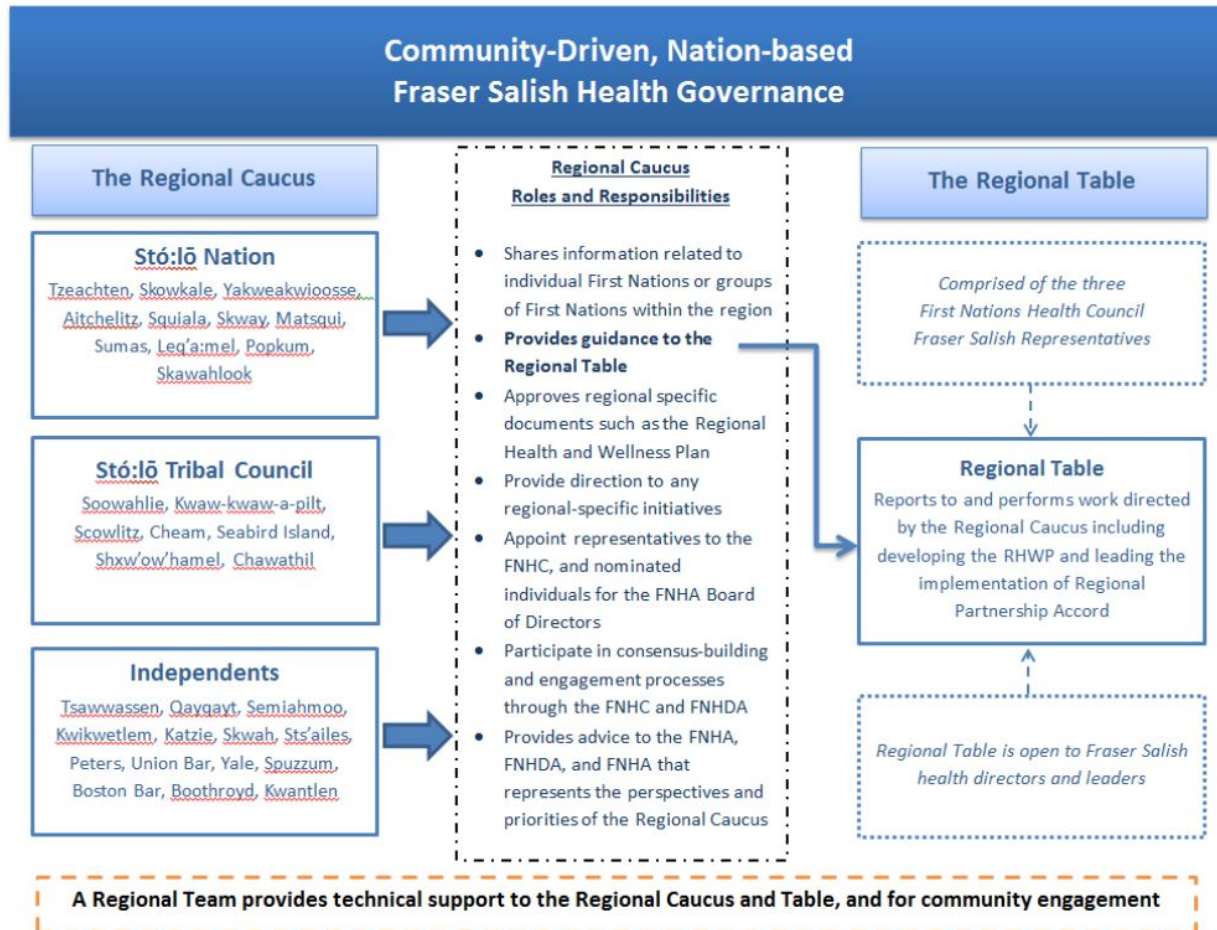 Community-Driven, Nation-based
Fraser Salish Health Governance
The Regional Caucus
Stó:lō Nation
Tzeachten, Skowkale, Yakweakwioosse,
Aitchelitz, Squiala, Skway, Matsqui,
Sumas, Leq'a:mel, Popkum,
Skawahlook
Stó:lō Tribal Council
Soowahlie, Kwaw-kwaw-a-pilt,
Scowlitz, Cheam, Seabird Island,
Shxw'ow'hamel, Chawathil
Independents
Tsawwassen, Qayqayt, Semiahmoo,
Kwikwetlem, Katzie, Skwah, Sts'ailes,
Peters, Union Bar, Yale, Spuzzum,
Boston Bar, Boothroyd, Kwantlen
Regional Caucus
Roles and Responsibilities
• Shares information related to
individual First Nations or groups
of First Nations within the region
• Provides guidance to the
Regional Table
• Approves regional specific
documents such as the Regional
Health and Wellness Plan
• Provide direction to any
regional-specific initiatives
• Appoint representatives to the
FNHC, and nominated
individuals for the FNHA Board
of Directors
• Participate in consensus-building
and engagement processes
through the FNHC and FNHDA
• Provides advice to the FNHA,
FNHDA, and FNHA that
represents the perspectives and
priorities of the Regional Caucus
The Regional Table
Comprised of the three
First Nations Health Council
Fraser Salish Representatives
Regional Table
Reports to and performs work directed
by the Regional Caucus including
developing the RHWP and leading the
implementation of Regional
Partnership Accord
Regional Table is open to Fraser Salish
health directors and leaders
A Regional Team provides technical support to the Regional Caucus and Table, and for community engagement